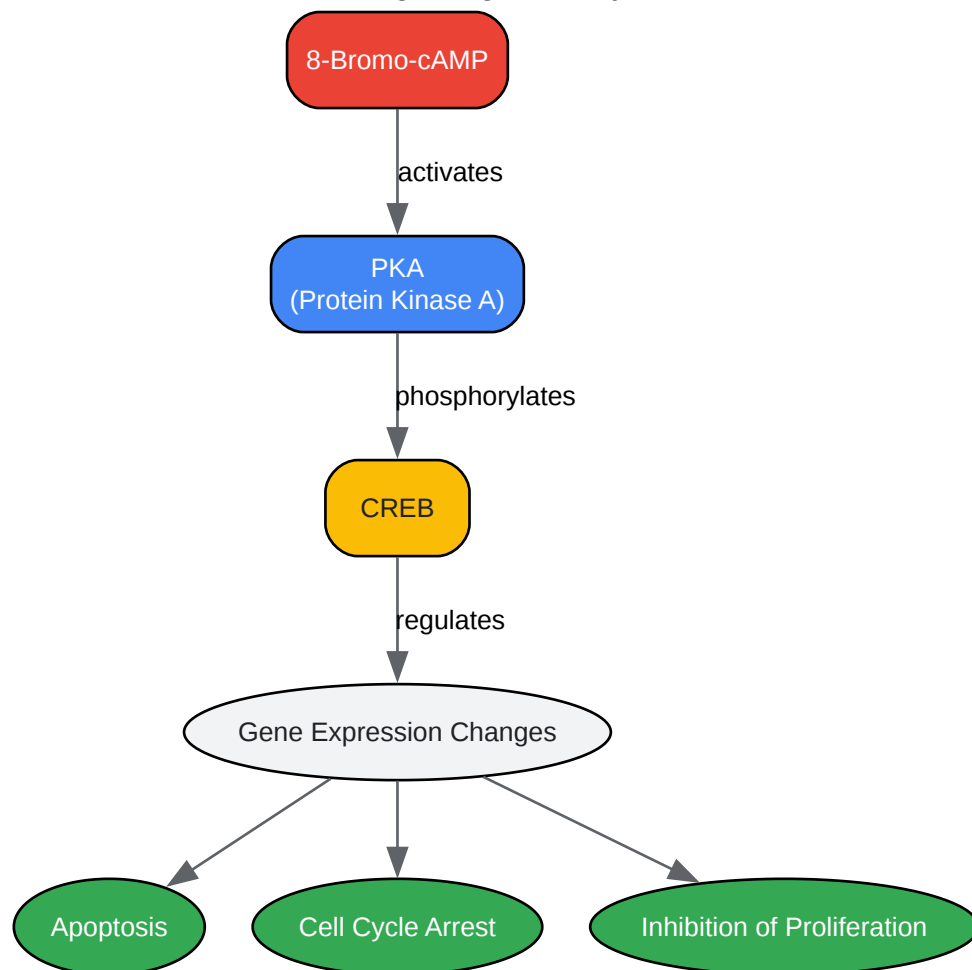 8-Bromo-cAMP
activates
PKA
(Protein Kinase A)
phosphorylates
CREB
regulates
Gene Expression Changes
Apoptosis
Cell Cycle Arrest
Inhibition of Proliferation